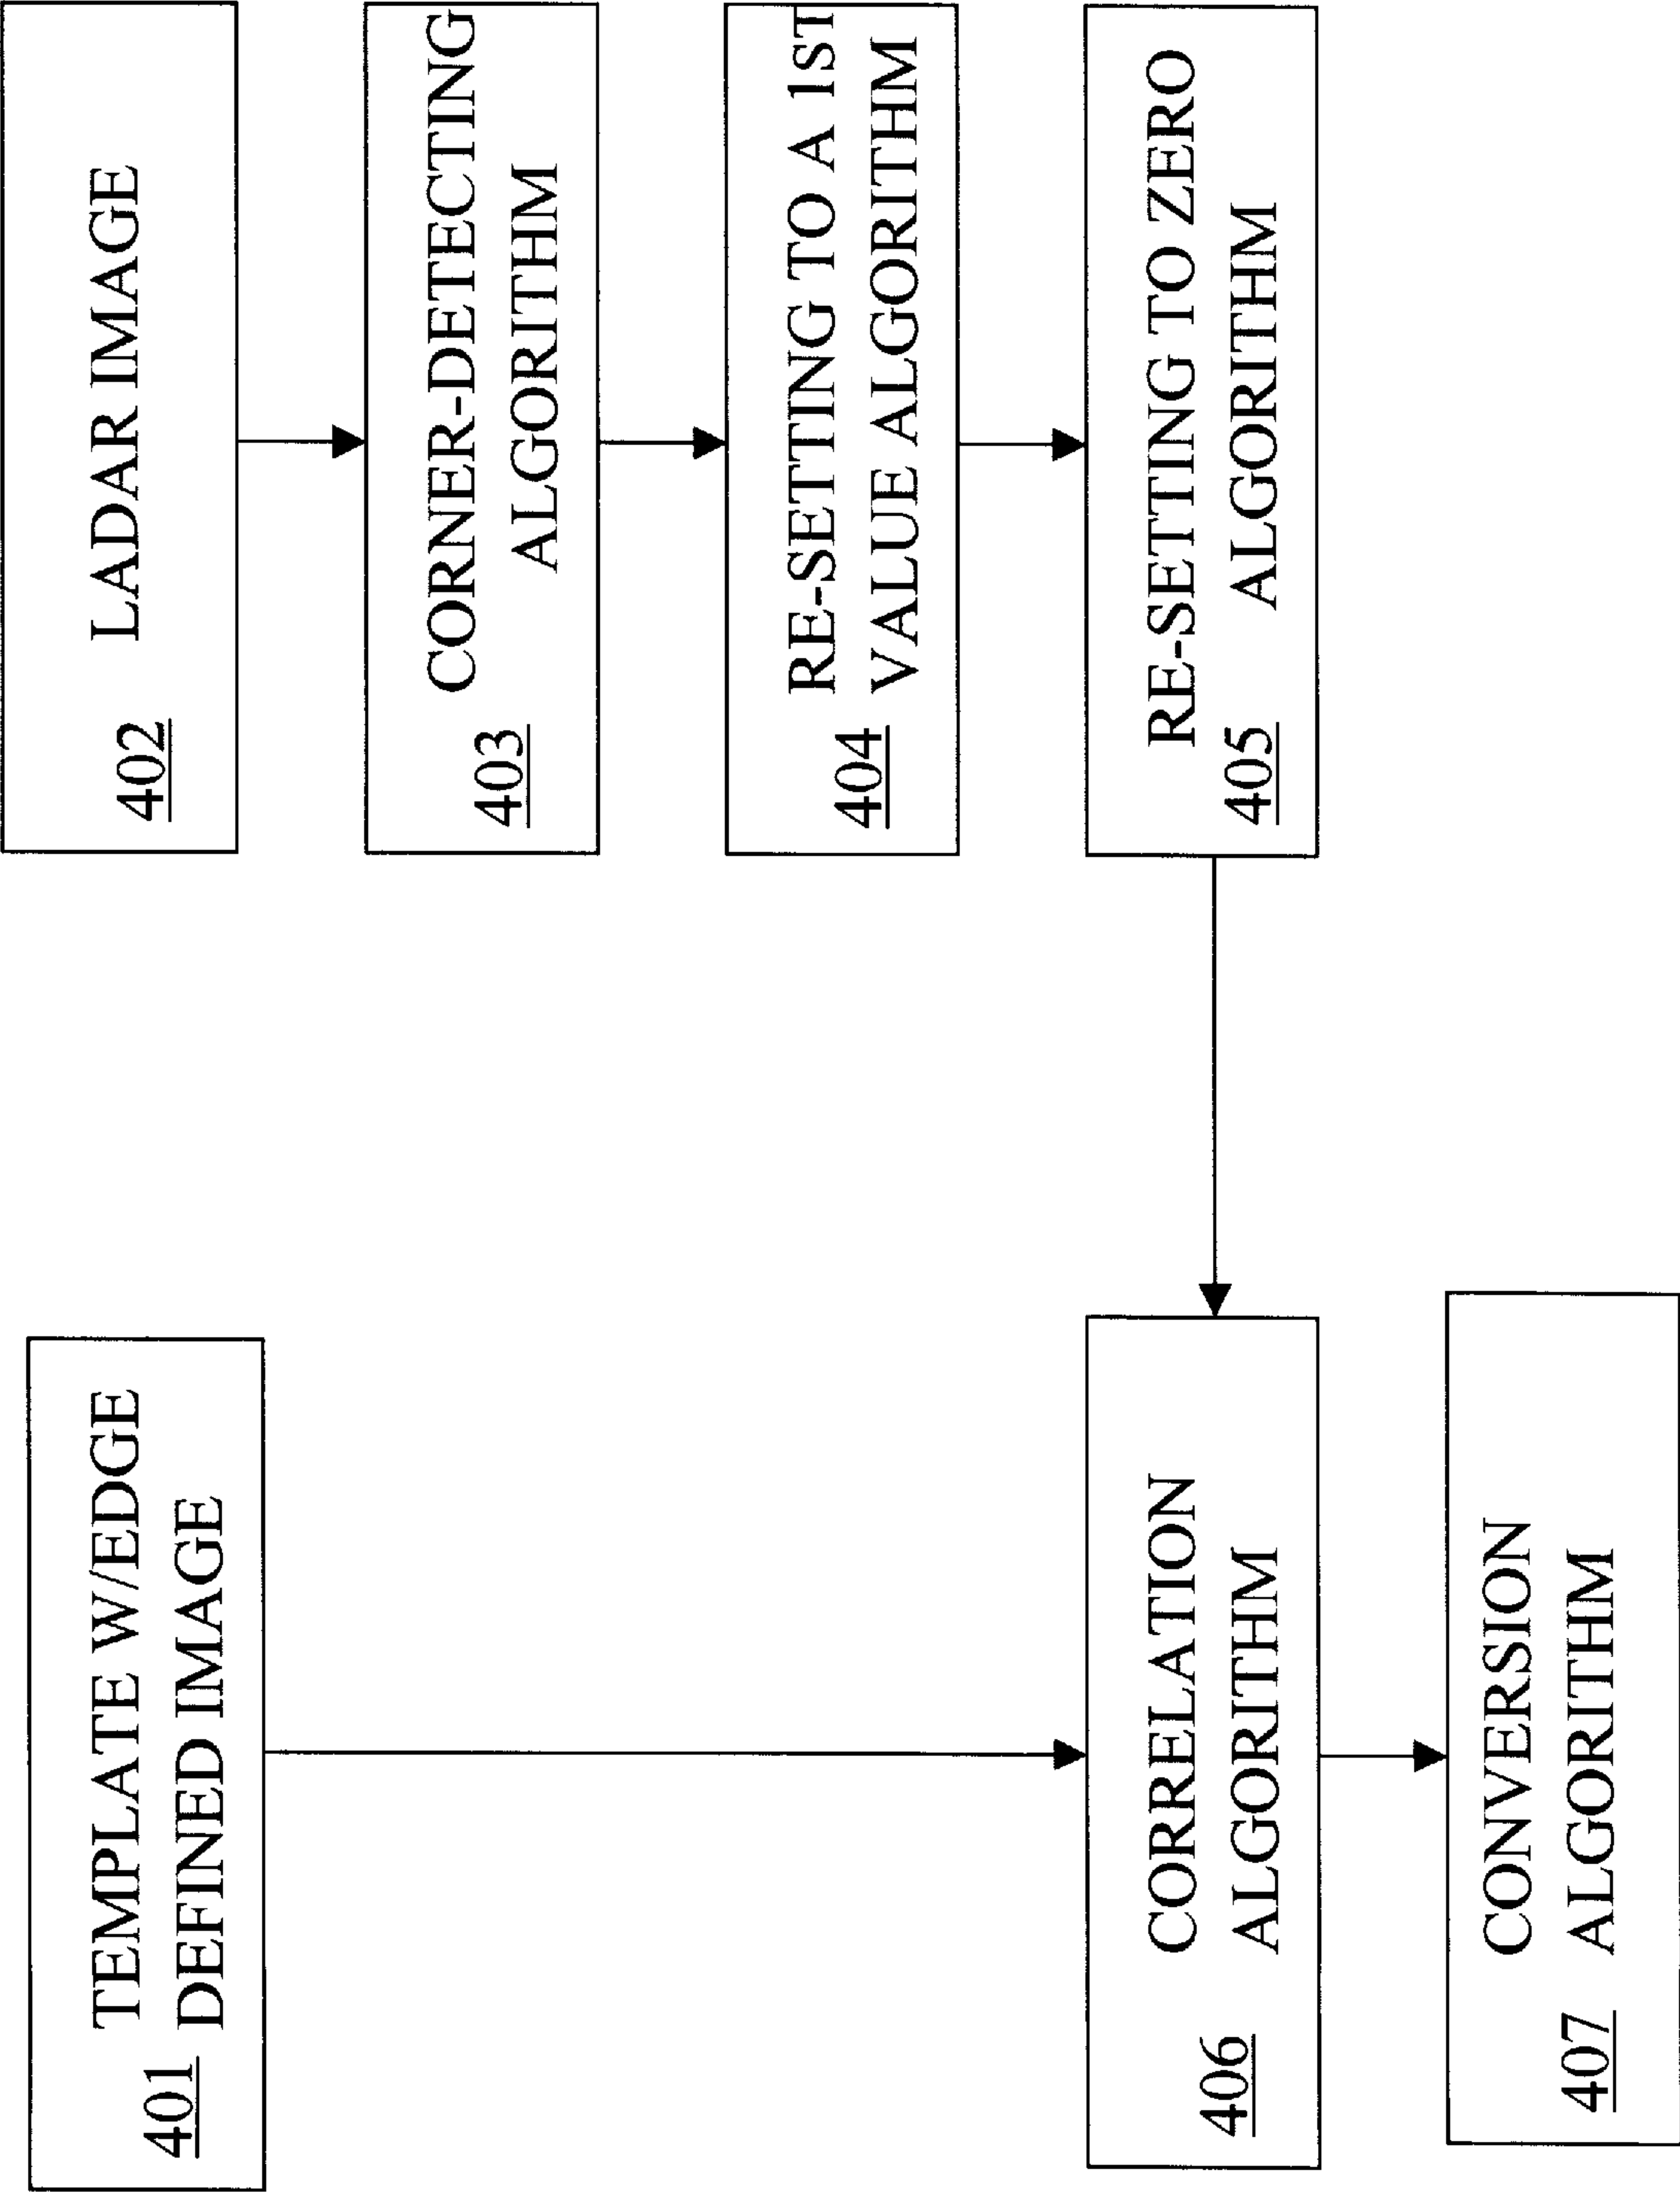 TEMPLATE W/EDGE
DEFINED IMAGE
401
LADAR IMAGE
402
CORNER-DETECTING
ALGORITHM
403
RE-SETTING TO A 1ST
VALUE ALGORITHM
404
RE-SETTING TO ZERO
ALGORITHM
405
CORRELATION
ALGORITHM
406
CONVERSION
ALGORITHM
407